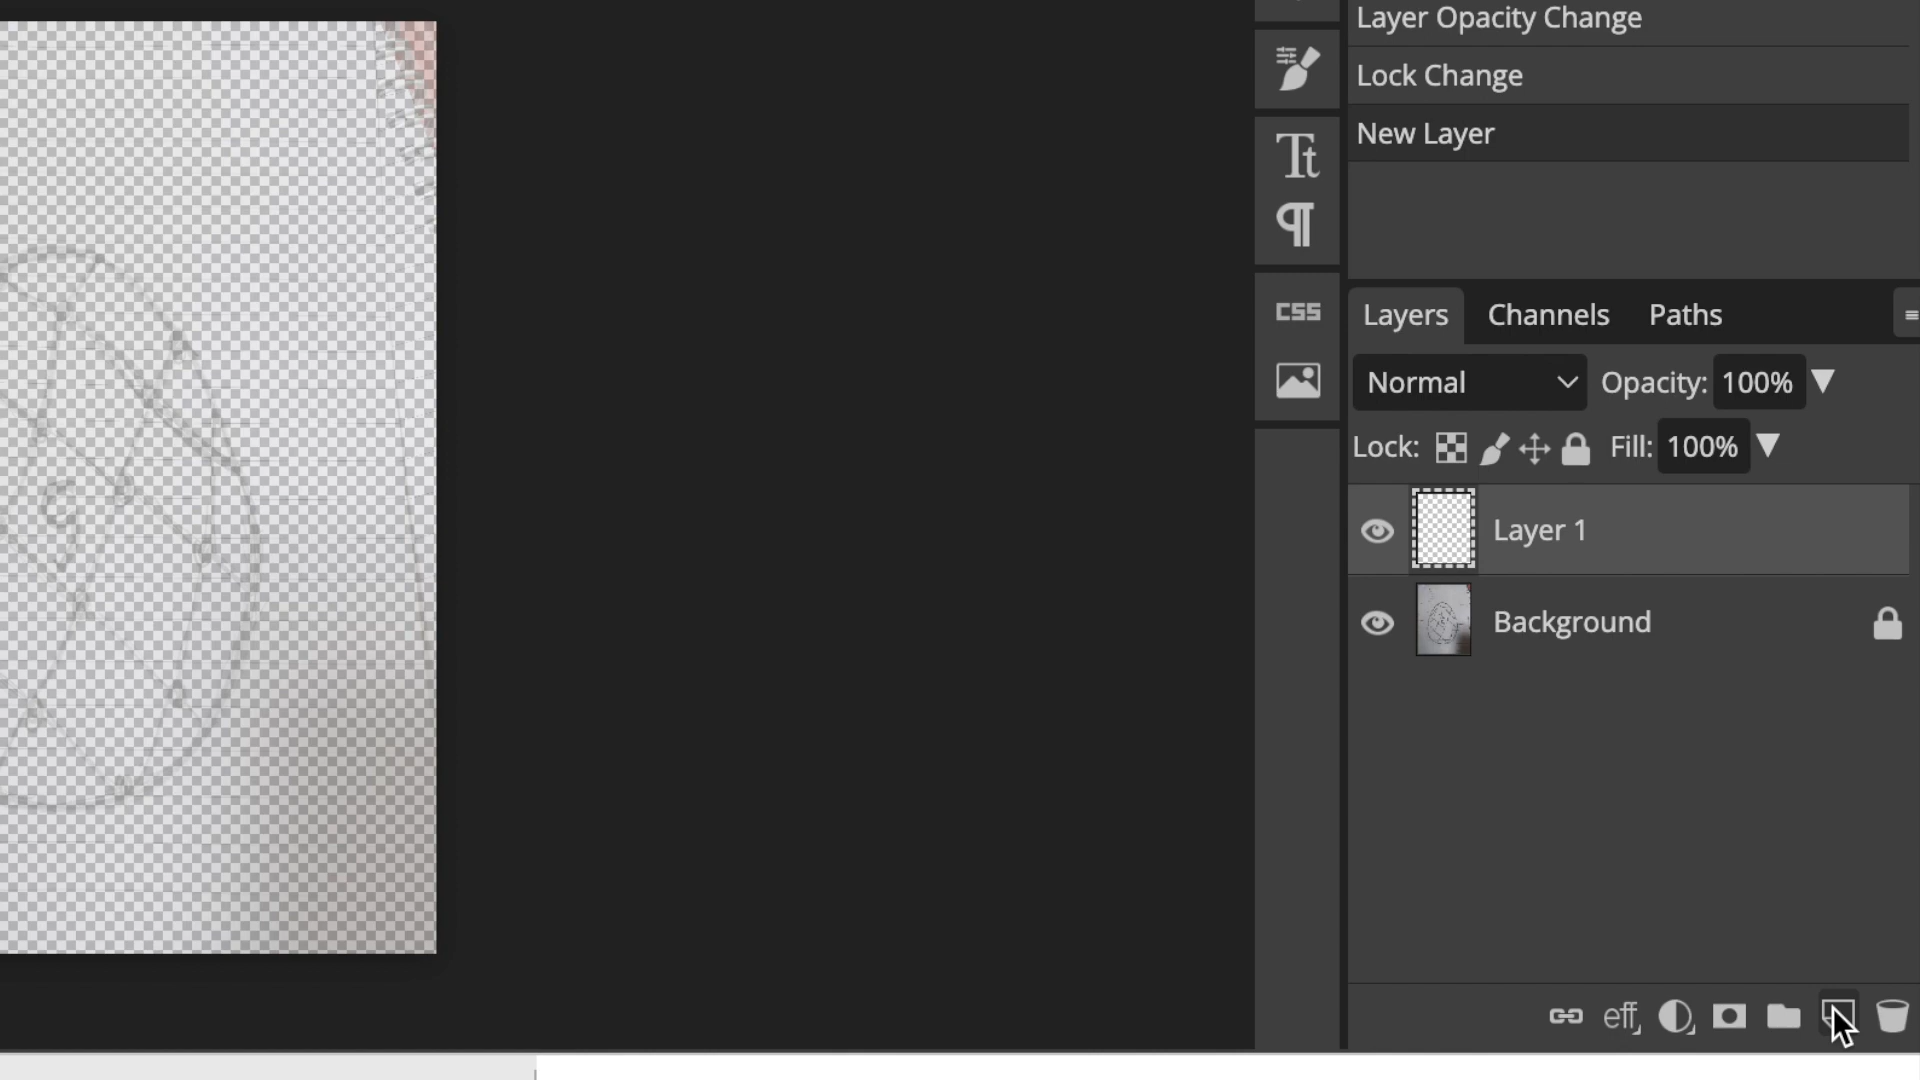 Layer Opacity Change
Lock Change
New Layer
Tt
¶
CSS
Layers Channels Paths
Normal Opacity: 100%
Lock: Fill: 100%
Layer 1
Background
eff